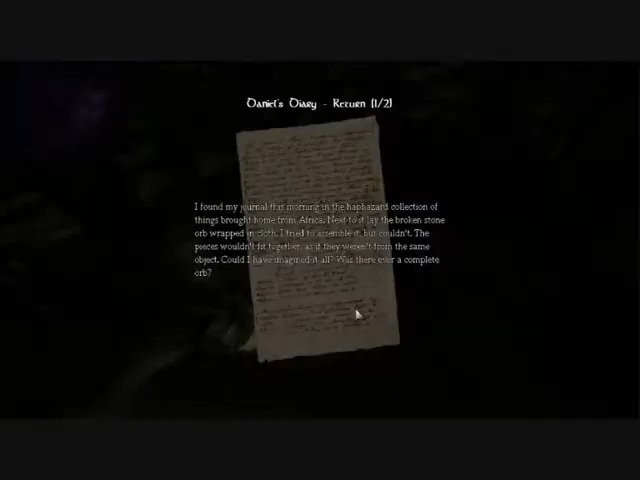 Daniel's Diary - Return (1/2)
I found my journal this morning in the haphazard collection of
things brought home from Africa. Next to it lay the broken stone
orb wrapped in cloth. I tried to assemble it, but couldn't. The
pieces wouldn't fit together, as if they weren't from the same
object. Could I have imagined it all? Was there ever a complete
orb?